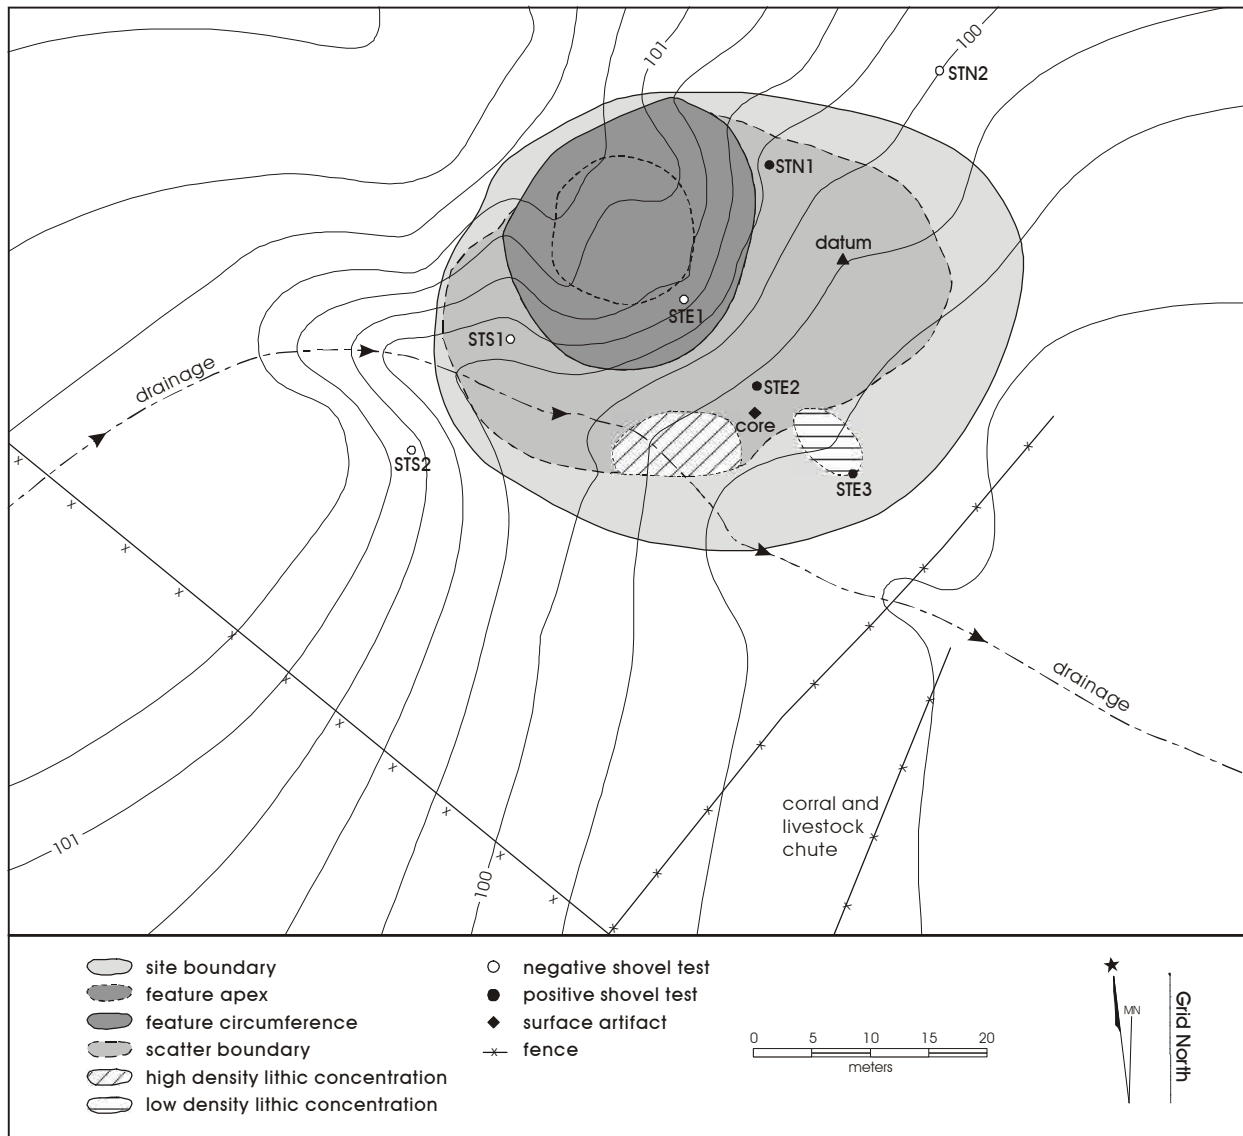 100
101
STN2
STN1
datum
STE1
STS1
drainage
STE2
core
STS2
STE3
drainage
corral and
livestock
chute
101
100
site boundary
feature apex
feature circumference
scatter boundary
high density lithic concentration
low density lithic concentration
negative shovel test
positive shovel test
surface artifact
fence
0 5 10 15 20
meters
MN
Grid North